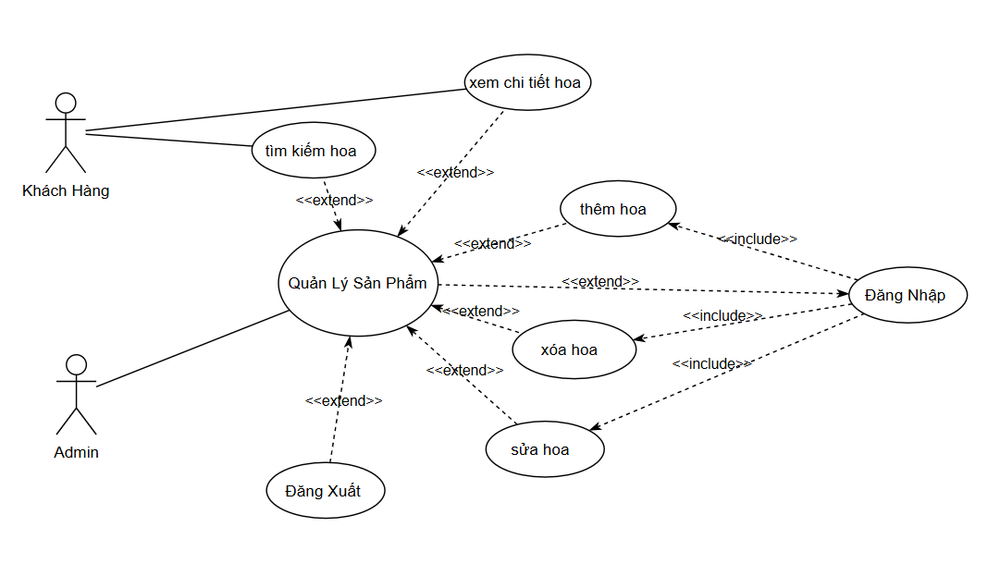 xem chi tiết hoa
tìm kiếm hoa
<<extend>>
Khách Hàng
<<extend>>
thêm hoa
<<include>>
<<extend>>
Quản Lý Sản Phẩm
<<extend>>
Đăng Nhập
<<extend>>
<<include>>
xóa hoa
<<include>>
<<extend>>
<<extend>>
Admin
sửa hoa
Đăng Xuất